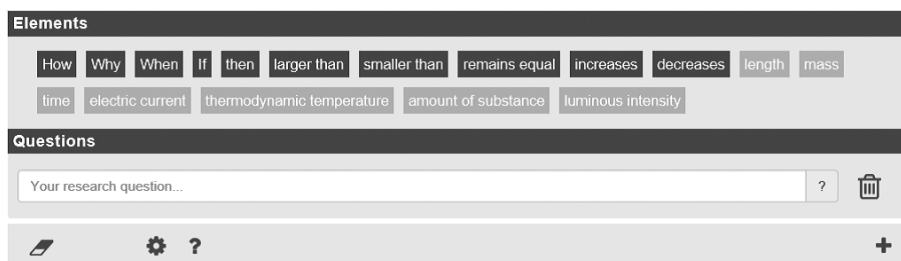 Elements
How Why When If then larger than smaller than remains equal increases decreases length mass
time electric current thermodynamic temperature amount of substance luminous intensity
Questions
Your research question... ?
?